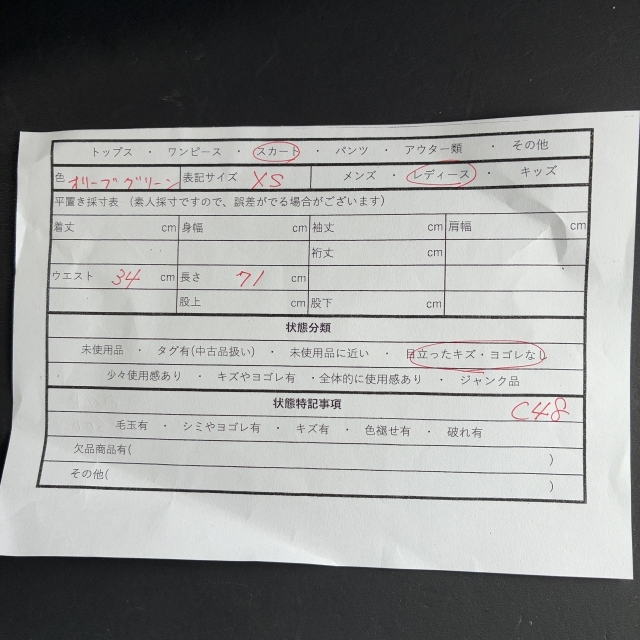 トップス ・ ワンピース ・ スカート ・ パンツ ・ アウター類 ・ その他
色 オリーブグリーン 表記サイズ XS メンズ ・ レディース ・ キッズ
平置き採寸表 （素人採寸ですので、誤差がでる場合がございます）
着丈 cm 身幅 cm 袖丈 cm 肩幅 cm
裄丈 cm
ウエスト 34 cm 長さ 71 cm
股上 cm 股下 cm
状態分類
未使用品 ・ タグ有(中古品扱い) ・ 未使用品に近い ・ 目立ったキズ・ヨゴレなし
少々使用感あり ・ キズやヨゴレ有 ・全体的に使用感あり ・ ジャンク品
状態特記事項 C48
毛玉有 ・ シミやヨゴレ有 ・ キズ有 ・ 色褪せ有 ・ 破れ有
欠品商品有( )
その他( )